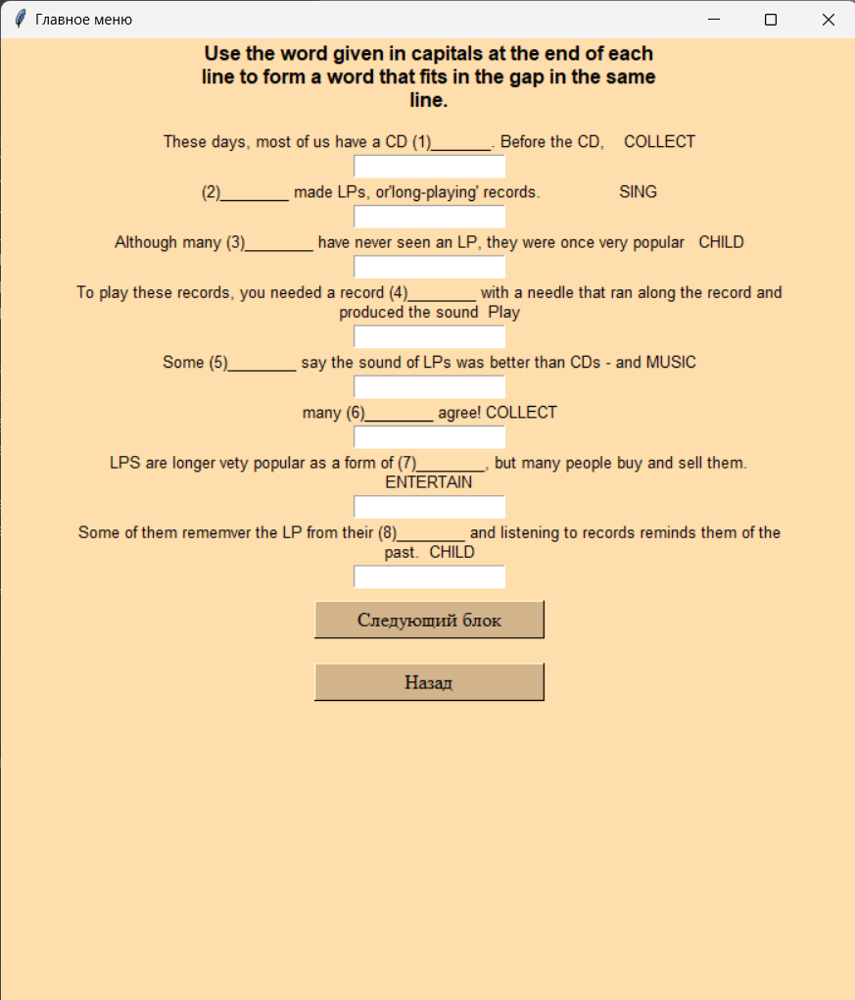 Главное меню
Use the word given in capitals at the end of each
line to form a word that fits in the gap in the same
line.
These days, most of us have a CD (1)_______. Before the CD, COLLECT
(2)________ made LPs, or'long-playing' records. SING
Although many (3)________ have never seen an LP, they were once very popular CHILD
To play these records, you needed a record (4)________ with a needle that ran along the record and
produced the sound Play
Some (5)________ say the sound of LPs was better than CDs - and MUSIC
many (6)________ agree! COLLECT
LPS are longer vety popular as a form of (7)________, but many people buy and sell them.
ENTERTAIN
Some of them rememver the LP from their (8)________ and listening to records reminds them of the
past. CHILD
Следующий блок
Назад